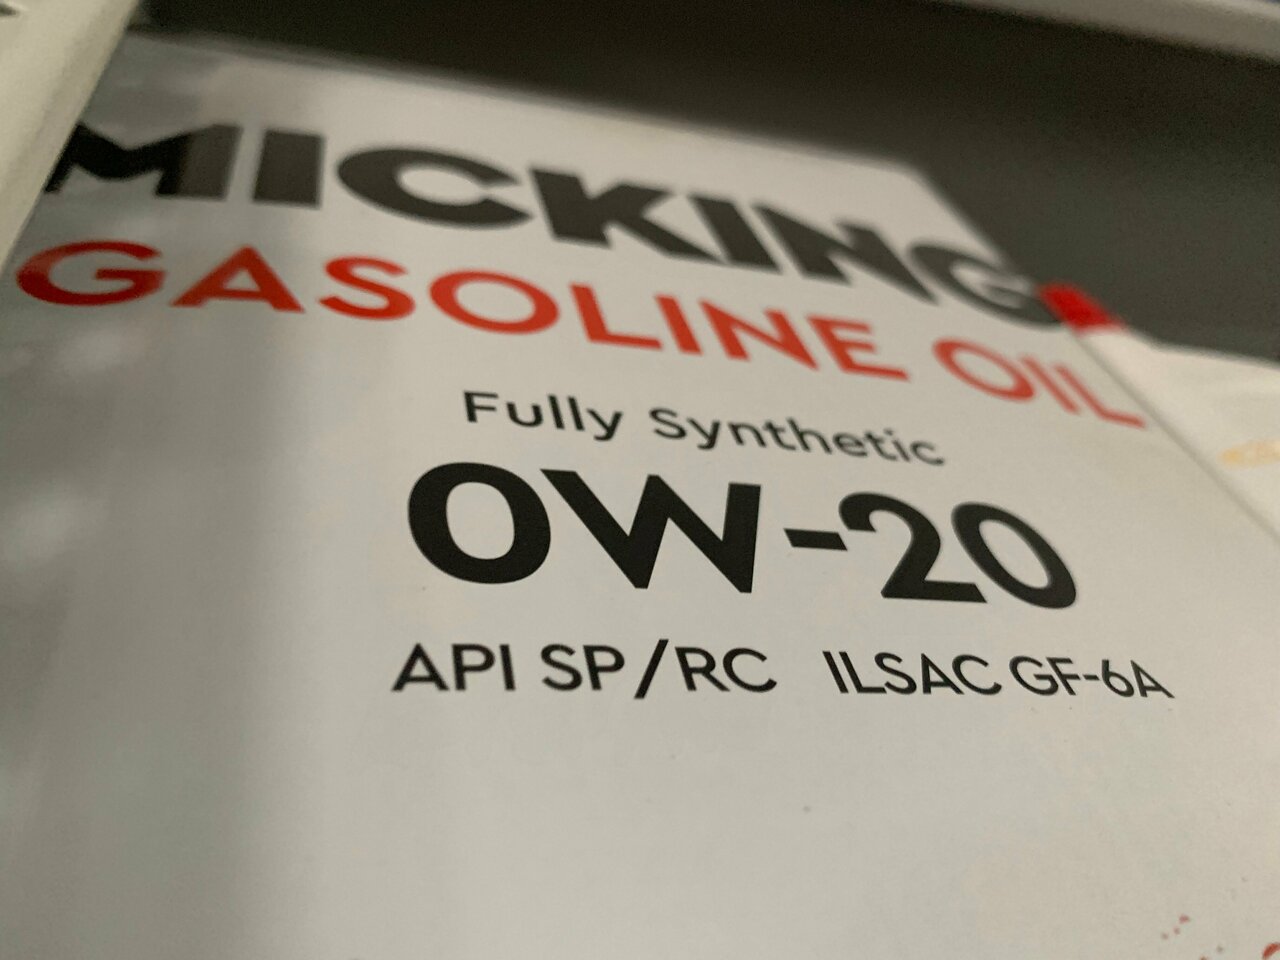 MICKING
GASOLINE OIL
Fully Synthetic
0W-20
API SP/RC ILSAC GF-6A